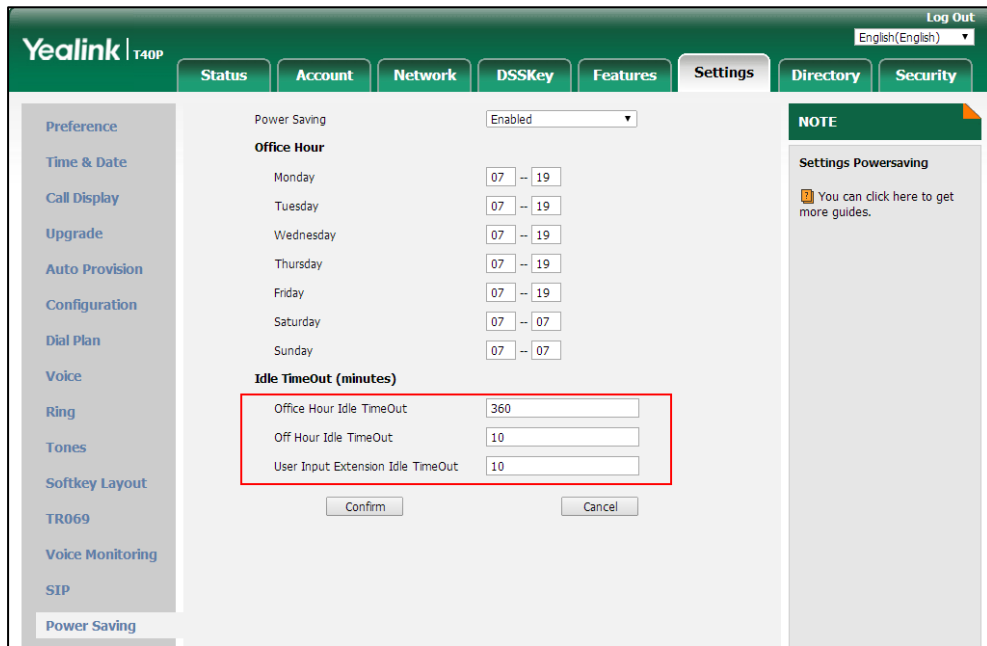 Log Out
Yealink | T40P
English(English)
Status Account Network DSSKey Features Settings Directory Security
Preference
Time & Date
Call Display
Upgrade
Auto Provision
Configuration
Dial Plan
Voice
Ring
Tones
Softkey Layout
TR069
Voice Monitoring
SIP
Power Saving
Power Saving Enabled
Office Hour
Monday 07 -- 19
Tuesday 07 -- 19
Wednesday 07 -- 19
Thursday 07 -- 19
Friday 07 -- 19
Saturday 07 -- 07
Sunday 07 -- 07
Idle TimeOut (minutes)
Office Hour Idle TimeOut 360
Off Hour Idle TimeOut 10
User Input Extension Idle TimeOut 10
Confirm Cancel
NOTE
Settings Powersaving
? You can click here to get
more guides.